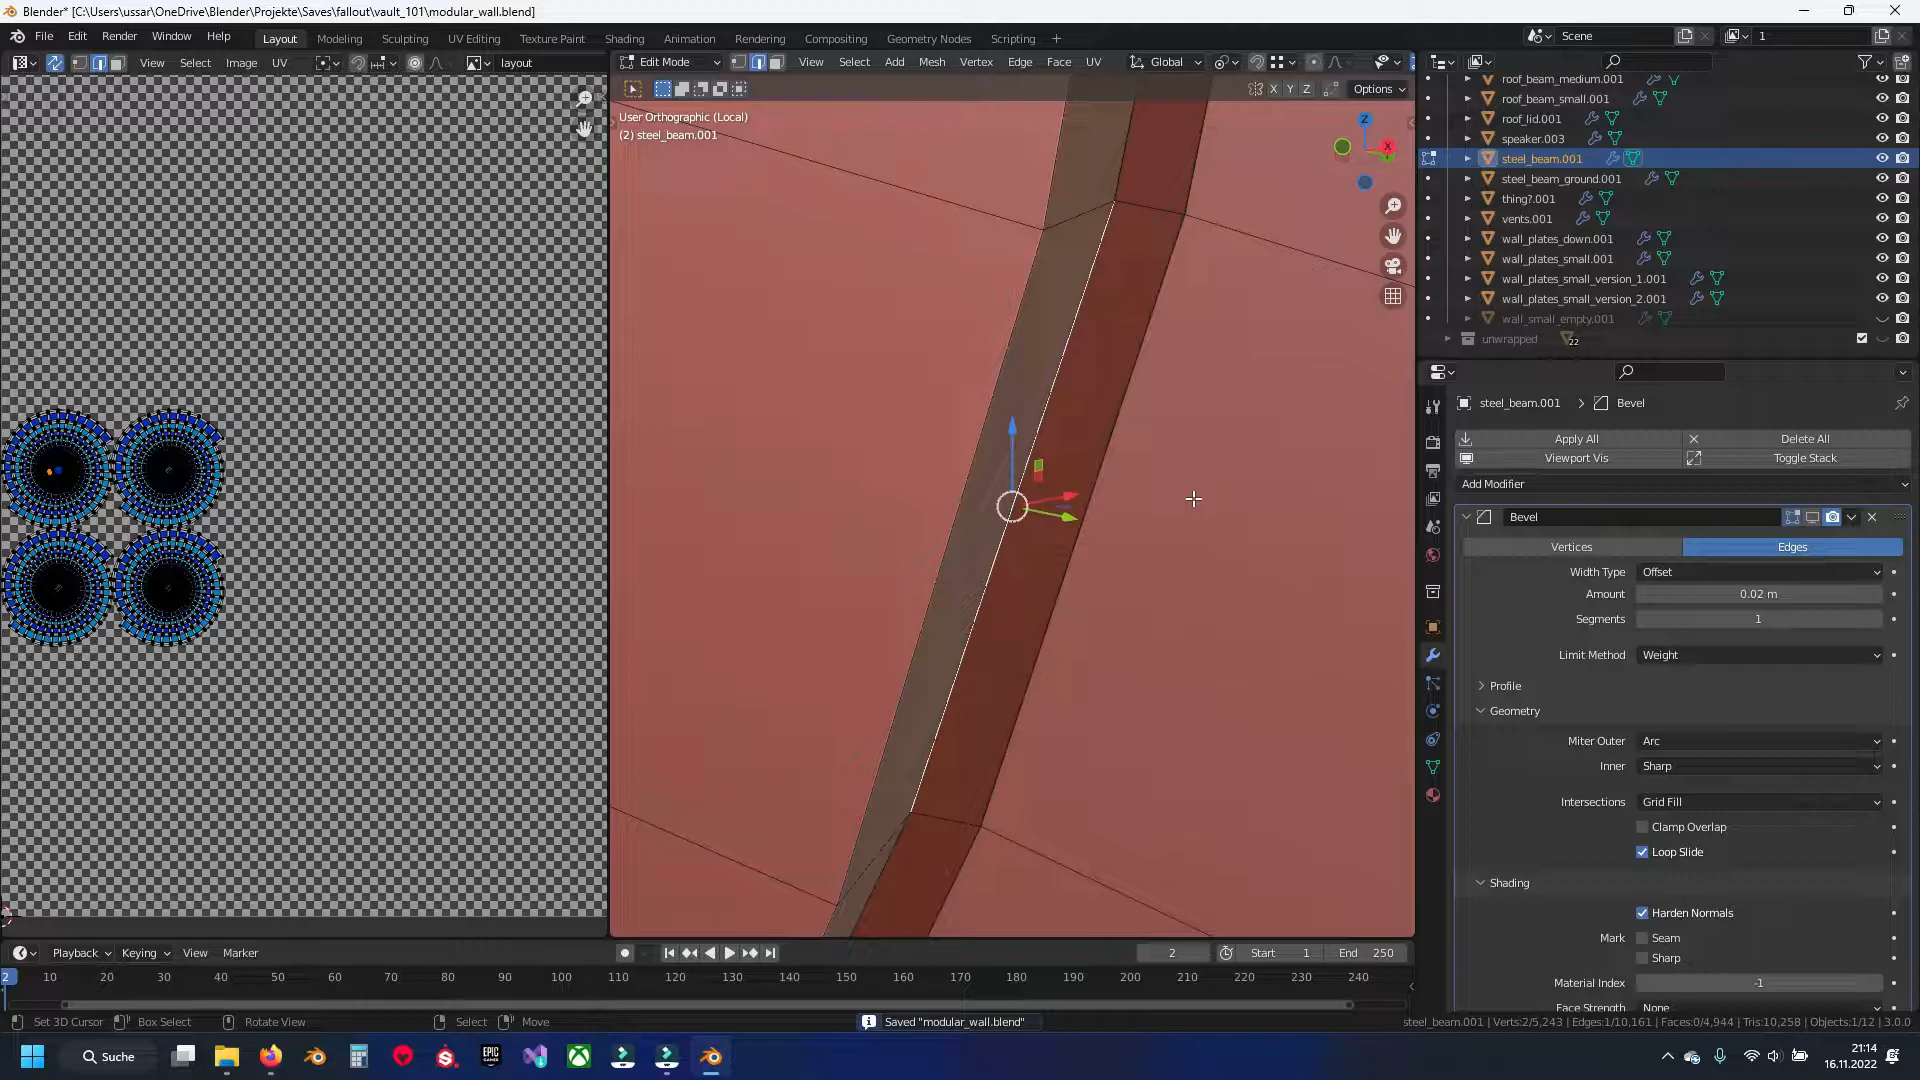 Blender* [C:\Users\ussar\OneDrive\Blender\Projekte\Saves\fallout\vault_101\modular_wall.blend]
File Edit Render Window Help
Layout Modeling Sculpting UV Editing Texture Paint Shading Animation Rendering Compositing Geometry Nodes Scripting +
Scene 1
View Select Image UV layout
Edit Mode View Select Add Mesh Vertex Edge Face UV Global
X Y Z Options
User Orthographic (Local)
(2) steel_beam.001
Z
X
roof_beam_medium.001
roof_beam_small.001
roof_lid.001
speaker.003
steel_beam.001
steel_beam_ground.001
thing?.001
vents.001
wall_plates_down.001
wall_plates_small.001
wall_plates_small_version_1.001
wall_plates_small_version_2.001
wall_small_empty.001
unwrapped 22
steel_beam.001 Bevel
Apply All Delete All
Viewport Vis Toggle Stack
Add Modifier
Bevel
Vertices Edges
Width Type Offset
Amount 0.02 m
Segments 1
Limit Method Weight
Profile
Geometry
Miter Outer Arc
Inner Sharp
Intersections Grid Fill
Clamp Overlap
Loop Slide
Shading
Harden Normals
Mark Seam
Sharp
Material Index -1
Face Strength None
Playback Keying View Marker
2 Start 1 End 250
2 10 20 30 40 50 60 70 80 90 100 110 120 130 140 150 160 170 180 190 200 210 220 230 240
Set 3D Cursor Box Select Rotate View Select Move
Saved "modular_wall.blend"
steel_beam.001 | Verts:2/5,243 | Edges:1/10,161 | Faces:0/4,944 | Tris:10,258 | Objects:1/12 | 3.0.0
Suche
EPIC GAMES
21:14
16.11.2022